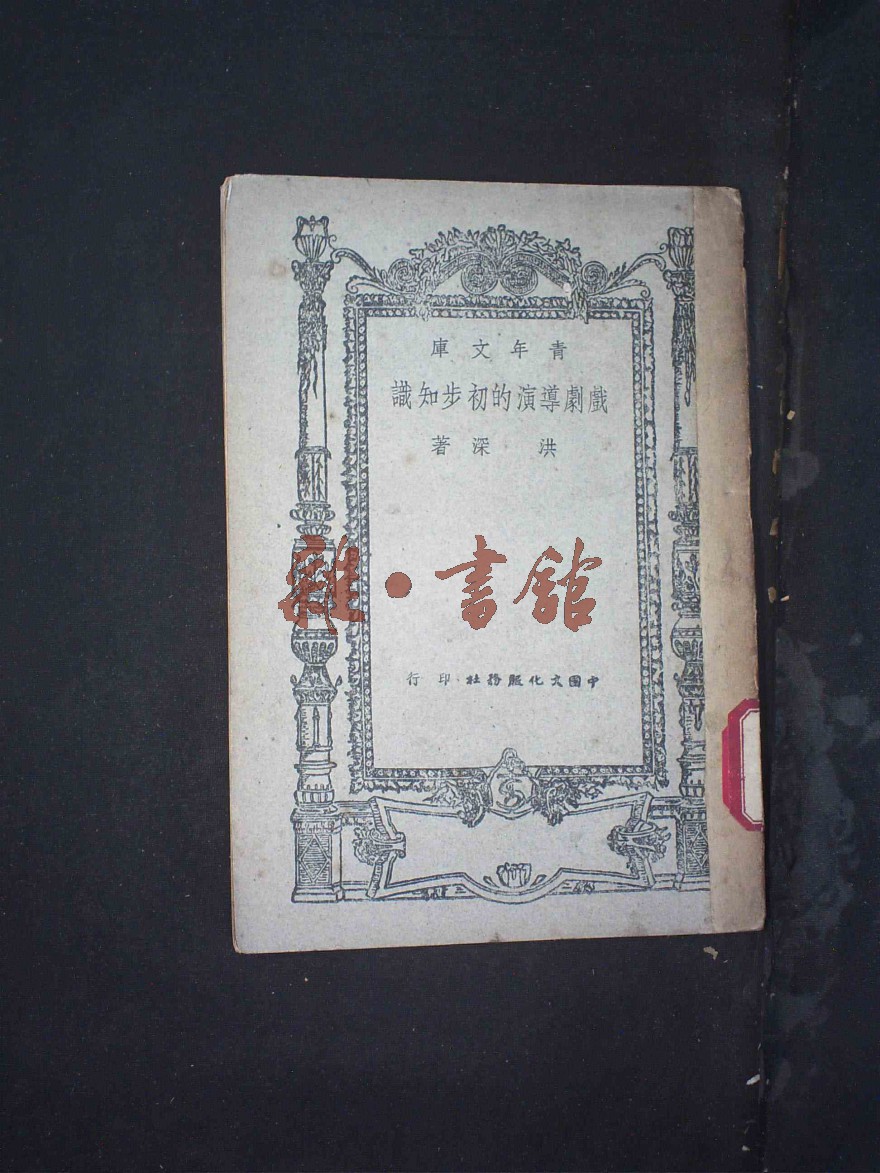 青年文庫
戲劇導演的初步知識
洪深著
雜·書館
中國文化服務社印行